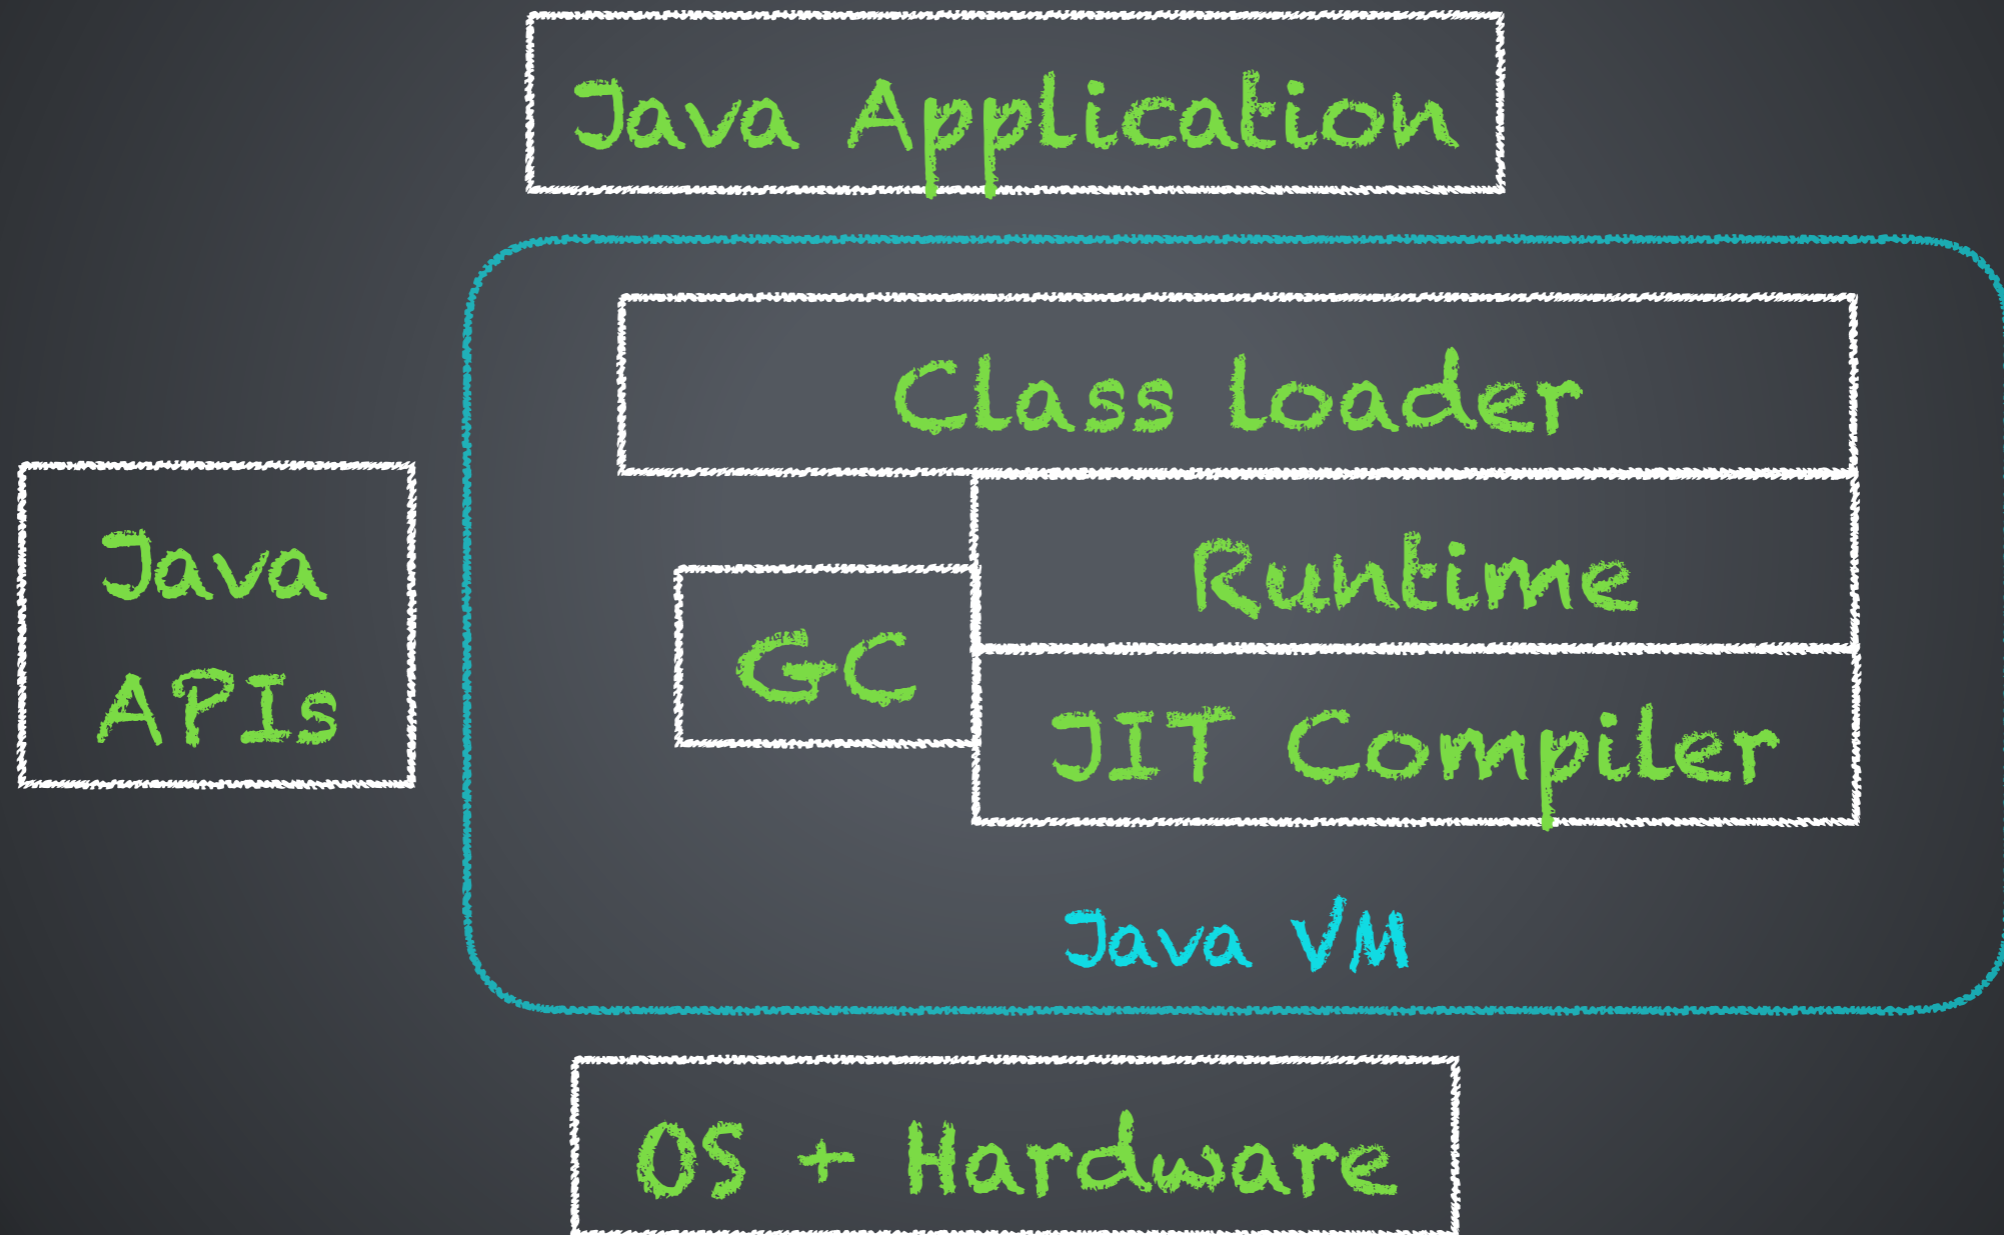 Java Application
Class loader
Runtime
Java
APIs
GC
JIT Compiler
Java VM
OS + Hardware